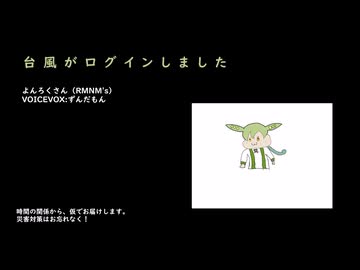 台風がログインしました
よんろくさん（RMNM's）
VOICEVOX:ずんだもん
時間の関係から、仮でお届けします。
災害対策はお忘れなく！